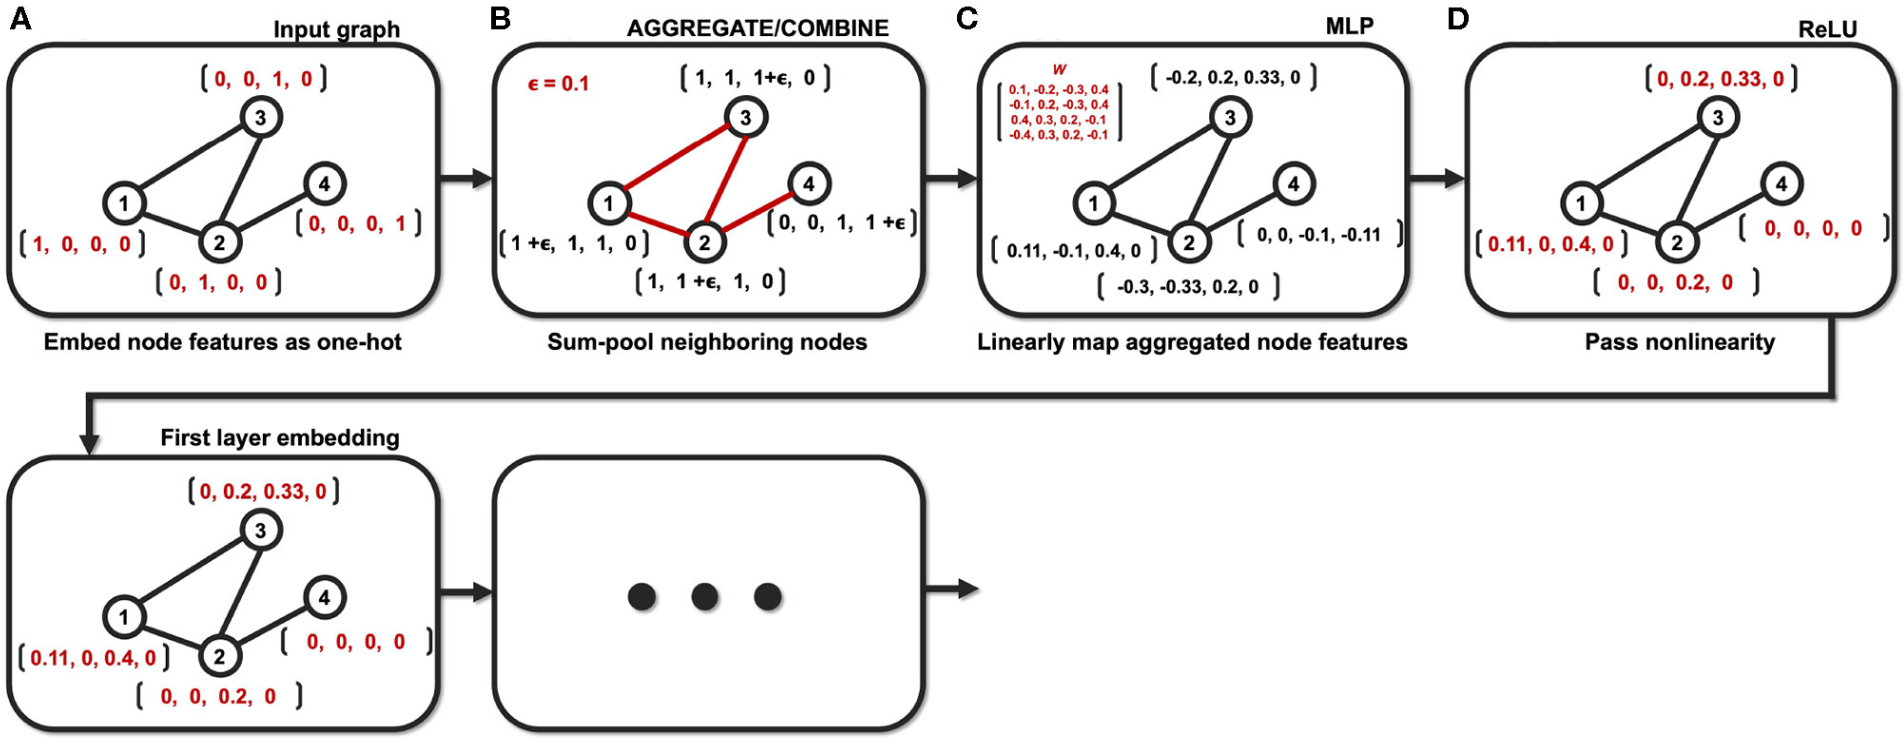 A
Input graph
[ 0, 0, 1, 0 ]
3
4
1
[ 0, 0, 0, 1 ]
[ 1, 0, 0, 0 ]
2
[ 0, 1, 0, 0 ]
Embed node features as one-hot
B
AGGREGATE/COMBINE
ϵ = 0.1
[ 1, 1, 1+ϵ, 0 ]
3
4
1
[ 0, 0, 1, 1 +ϵ ]
[ 1 +ϵ, 1, 1, 0 ]
2
[ 1, 1 +ϵ, 1, 0 ]
Sum-pool neighboring nodes
C
MLP
W
0.1, -0.2, -0.3, 0.4
-0.1, 0.2, -0.3, 0.4
0.4, 0.3, 0.2, -0.1
-0.4, 0.3, 0.2, -0.1
[ -0.2, 0.2, 0.33, 0 ]
3
4
1
[ 0, 0, -0.1, -0.11 ]
[ 0.11, -0.1, 0.4, 0 ]
2
[ -0.3, -0.33, 0.2, 0 ]
Linearly map aggregated node features
D
ReLU
[ 0, 0.2, 0.33, 0 ]
3
4
1
[ 0, 0, 0, 0 ]
[ 0.11, 0, 0.4, 0 ]
2
[ 0, 0, 0.2, 0 ]
Pass nonlinearity
First layer embedding
[ 0, 0.2, 0.33, 0 ]
3
4
1
[ 0, 0, 0, 0 ]
[ 0.11, 0, 0.4, 0 ]
2
[ 0, 0, 0.2, 0 ]